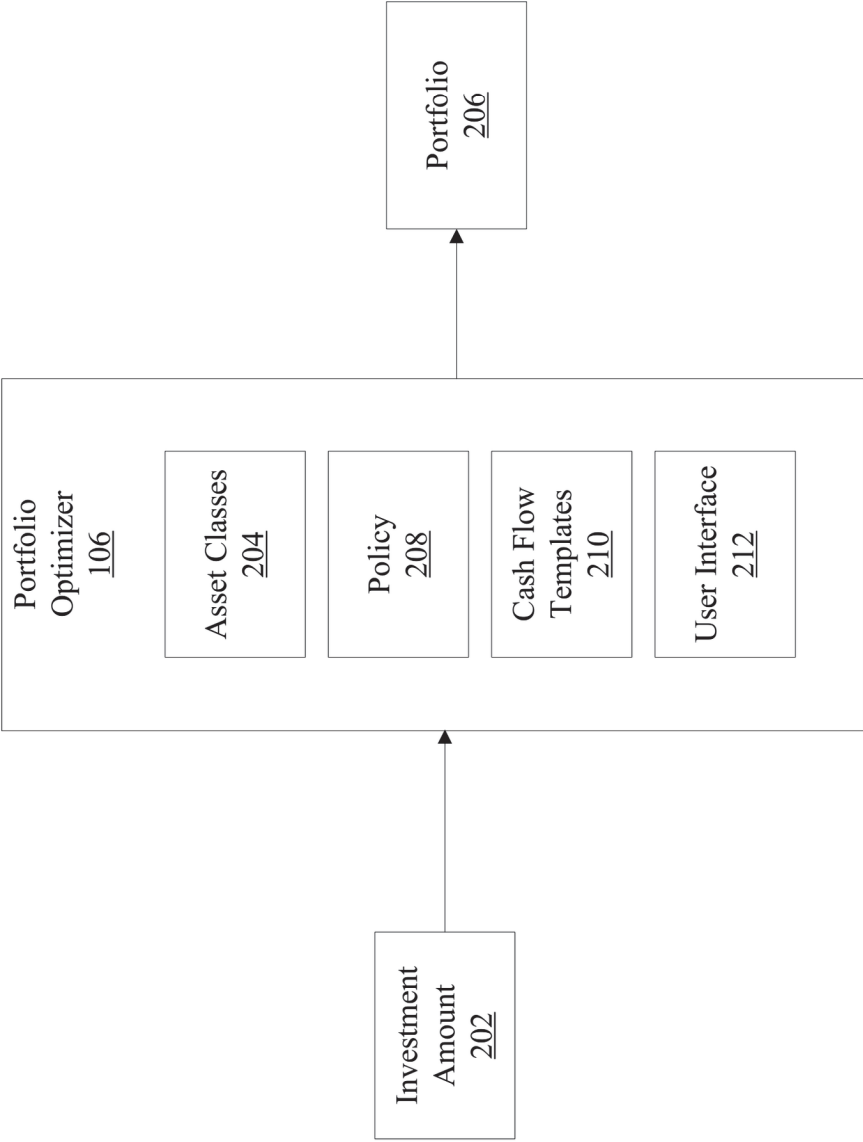 Investment
Amount
202
Portfolio
Optimizer
106
Asset Classes
204
Policy
208
Cash Flow
Templates
210
User Interface
212
Portfolio
206